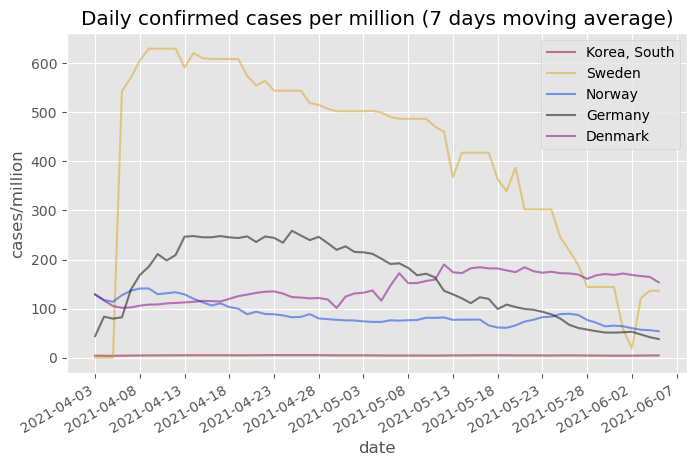 Daily confirmed cases per million (7 days moving average)
Korea, South
Sweden
Norway
Germany
Denmark
cases/million
600
500
400
300
200
100
0
2021-04-03
2021-04-08
2021-04-13
2021-04-18
2021-04-23
2021-04-28
2021-05-03
2021-05-08
2021-05-13
2021-05-18
2021-05-23
2021-05-28
2021-06-02
2021-06-07
date